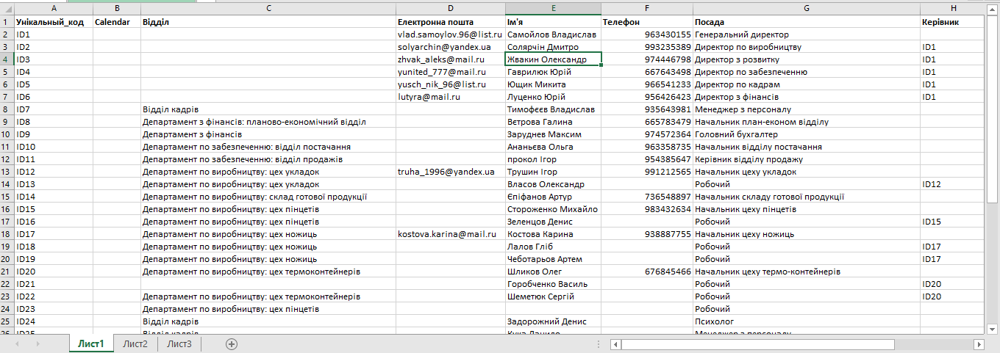 A B C D E F G H
1 Унікальный_код Calendar Відділ Електронна пошта Ім'я Телефон Посада Керівник
2 ID1 vlad.samoylov.96@list.ru Самойлов Владислав 963430155 Генеральний директор
3 ID2 solyarchin@yandex.ua Солярчін Дмитро 993235389 Директор по виробництву ID1
4 ID3 zhvak_aleks@mail.ru Жвакин Олександр 974446798 Директор з розвитку ID1
5 ID4 yunited_777@mail.ru Гаврилюк Юрій 667643498 Директор по забезпеченню ID1
6 ID5 yusch_nik_96@list.ru Ющик Микита 966541233 Директор по кадрам ID1
7 ID6 lutyra@mail.ru Луценко Юрій 956426423 Директор з фінансів ID1
8 ID7 Відділ кадрів Тимофєєв Владислав 935643981 Менеджер з персоналу
9 ID8 Департамент з фінансів: планово-економічний відділ Вєтрова Галина 665783479 Начальник план-економ відділу
10 ID9 Департамент з фінансів Заруднев Максим 974572364 Головний бухгалтер
11 ID10 Департамент по забезпеченню: відділ постачання Ананьєва Ольга 963358735 Начальник відділу постачання
12 ID11 Департамент по забезпеченню: відділ продажів прокол Ігор 954385647 Керівник відділу продажу
13 ID12 Департамент по виробництву: цех укладок truha_1996@yandex.ua Трушин Ігор 991212565 Начальник цеху укладок
14 ID13 Департамент по виробництву: цех укладок Власов Олександр Робочий ID12
15 ID14 Департамент по виробництву: склад готової продукції Єпіфанов Артур 736548897 Начальник складу готової продукції
16 ID15 Департамент по виробництву: цех пінцетів Стороженко Михайло 983432634 Начальник цеху пінцетів
17 ID16 Департамент по виробництву: цех пінцетів Зеленцов Денис Робочий ID15
18 ID17 Департамент по виробництву: цех ножиць kostova.karina@mail.ru Костова Карина 938887755 Начальник цеху ножиць
19 ID18 Департамент по виробництву: цех ножиць Лалов Гліб Робочий ID17
20 ID19 Департамент по виробництву: цех ножиць Чеботарьов Артем Робочий ID17
21 ID20 Департамент по виробництву: цех термоконтейнерів Шликов Олег 676845466 Начальник цеху термо-контейнерів
22 ID21 Горобченко Василь Робочий ID20
23 ID22 Департамент по виробництву: цех термоконтейнерів Шеметюк Сергій Робочий ID20
24 ID23 Департамент по виробництву: цех пінцетів Робочий
25 ID24 Відділ кадрів Задорожний Денис Психолог
26 ID25 Відділ кадрів Кука Данило Менеджер з персоналу
Лист1 Лист2 Лист3